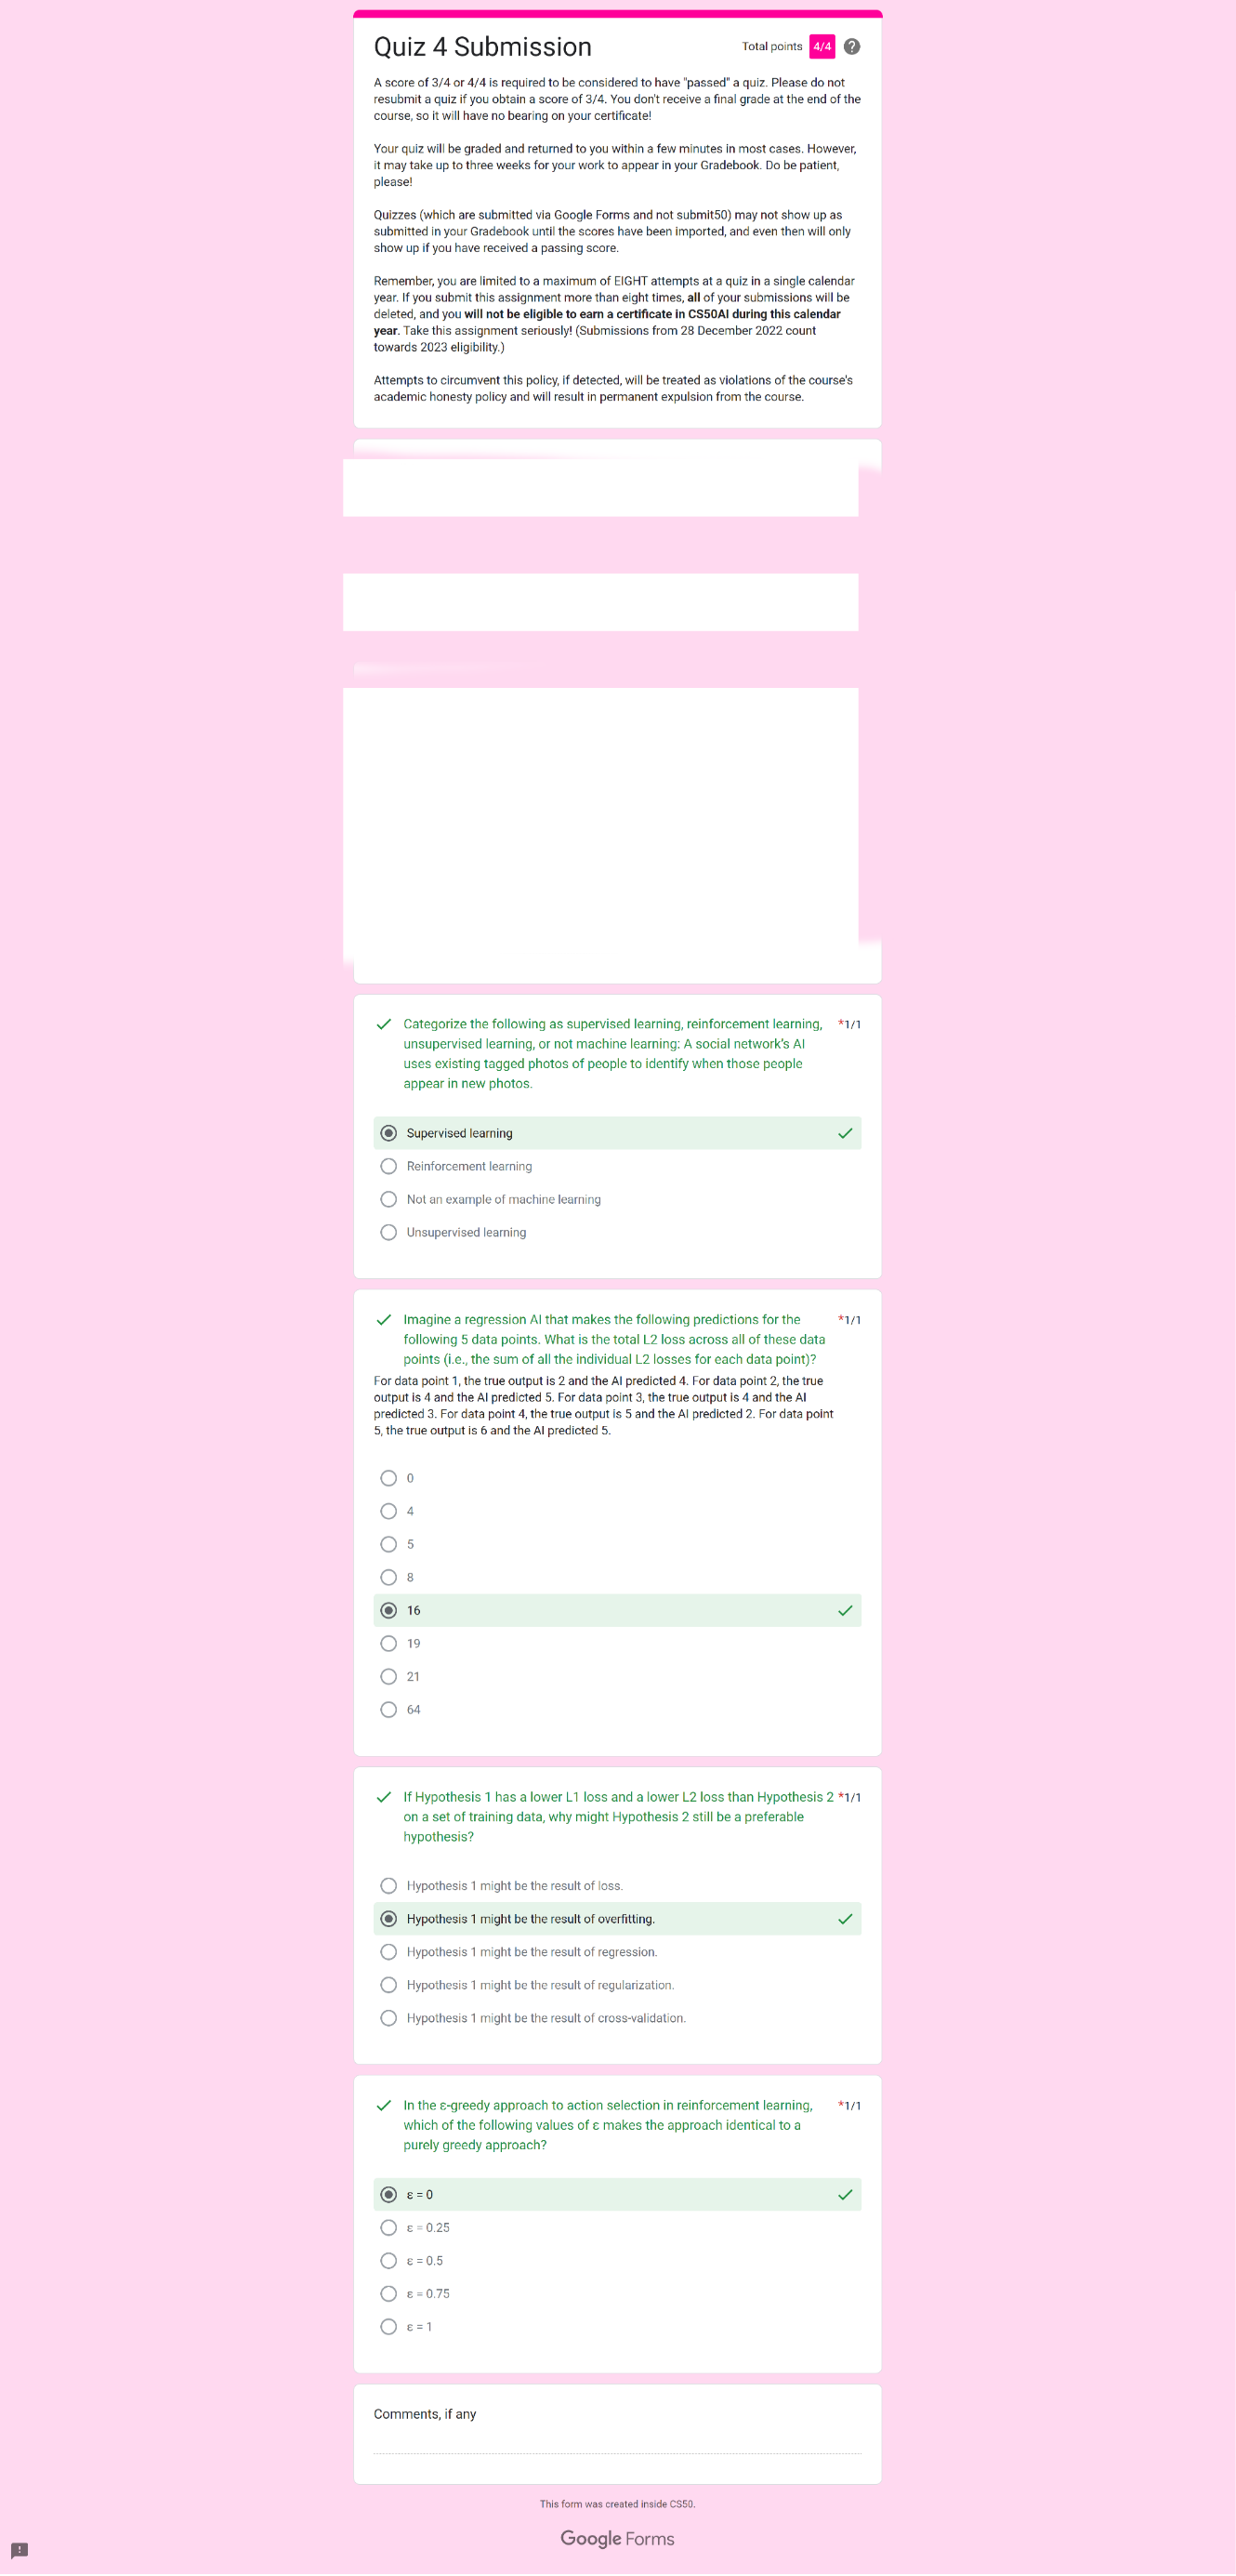 Quiz 4 Submission
Total points 4/4
A score of 3/4 or 4/4 is required to be considered to have "passed" a quiz. Please do not
resubmit a quiz if you obtain a score of 3/4. You don't receive a final grade at the end of the
course, so it will have no bearing on your certificate!
Your quiz will be graded and returned to you within a few minutes in most cases. However,
it may take up to three weeks for your work to appear in your Gradebook. Do be patient,
please!
Quizzes (which are submitted via Google Forms and not submit50) may not show up as
submitted in your Gradebook until the scores have been imported, and even then will only
show up if you have received a passing score.
Remember, you are limited to a maximum of EIGHT attempts at a quiz in a single calendar
year. If you submit this assignment more than eight times, all of your submissions will be
deleted, and you will not be eligible to earn a certificate in CS50AI during this calendar
year. Take this assignment seriously! (Submissions from 28 December 2022 count
towards 2023 eligibility.)
Attempts to circumvent this policy, if detected, will be treated as violations of the course's
academic honesty policy and will result in permanent expulsion from the course.
Categorize the following as supervised learning, reinforcement learning, *1/1
unsupervised learning, or not machine learning: A social network's AI
uses existing tagged photos of people to identify when those people
appear in new photos.
Supervised learning
Reinforcement learning
Not an example of machine learning
Unsupervised learning
Imagine a regression AI that makes the following predictions for the *1/1
following 5 data points. What is the total L2 loss across all of these data
points (i.e., the sum of all the individual L2 losses for each data point)?
For data point 1, the true output is 2 and the AI predicted 4. For data point 2, the true
output is 4 and the AI predicted 5. For data point 3, the true output is 4 and the AI
predicted 3. For data point 4, the true output is 5 and the AI predicted 2. For data point
5, the true output is 6 and the AI predicted 5.
0
4
5
8
16
19
21
64
If Hypothesis 1 has a lower L1 loss and a lower L2 loss than Hypothesis 2 *1/1
on a set of training data, why might Hypothesis 2 still be a preferable
hypothesis?
Hypothesis 1 might be the result of loss.
Hypothesis 1 might be the result of overfitting.
Hypothesis 1 might be the result of regression.
Hypothesis 1 might be the result of regularization.
Hypothesis 1 might be the result of cross-validation.
In the ε-greedy approach to action selection in reinforcement learning, *1/1
which of the following values of ε makes the approach identical to a
purely greedy approach?
ε = 0
ε = 0.25
ε = 0.5
ε = 0.75
ε = 1
Comments, if any
This form was created inside CS50.
Google Forms